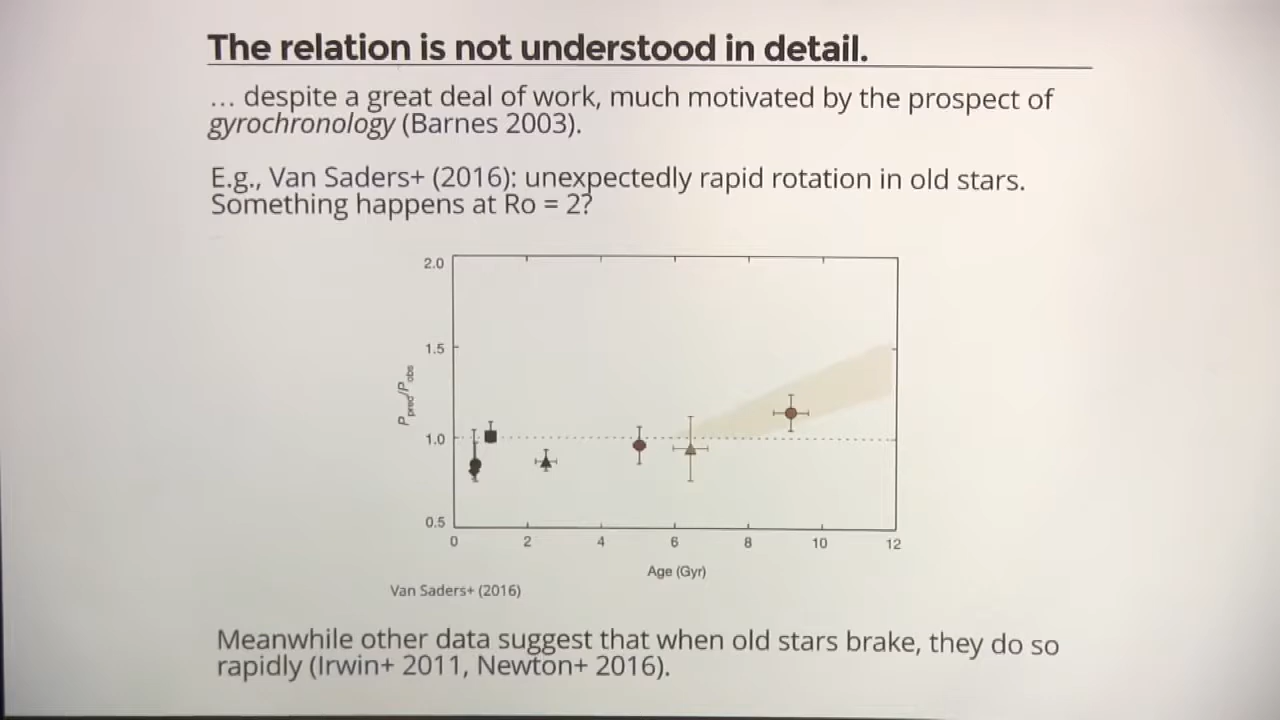 The relation is not understood in detail.
... despite a great deal of work, much motivated by the prospect of
gyrochronology (Barnes 2003).
E.g., Van Saders+ (2016): unexpectedly rapid rotation in old stars.
Something happens at Ro = 2?
2.0
1.5
1.0
0.5
Ppred/Pobs
0 2 4 6 8 10 12
Age (Gyr)
Van Saders+ (2016)
Meanwhile other data suggest that when old stars brake, they do so
rapidly (Irwin+ 2011, Newton+ 2016).